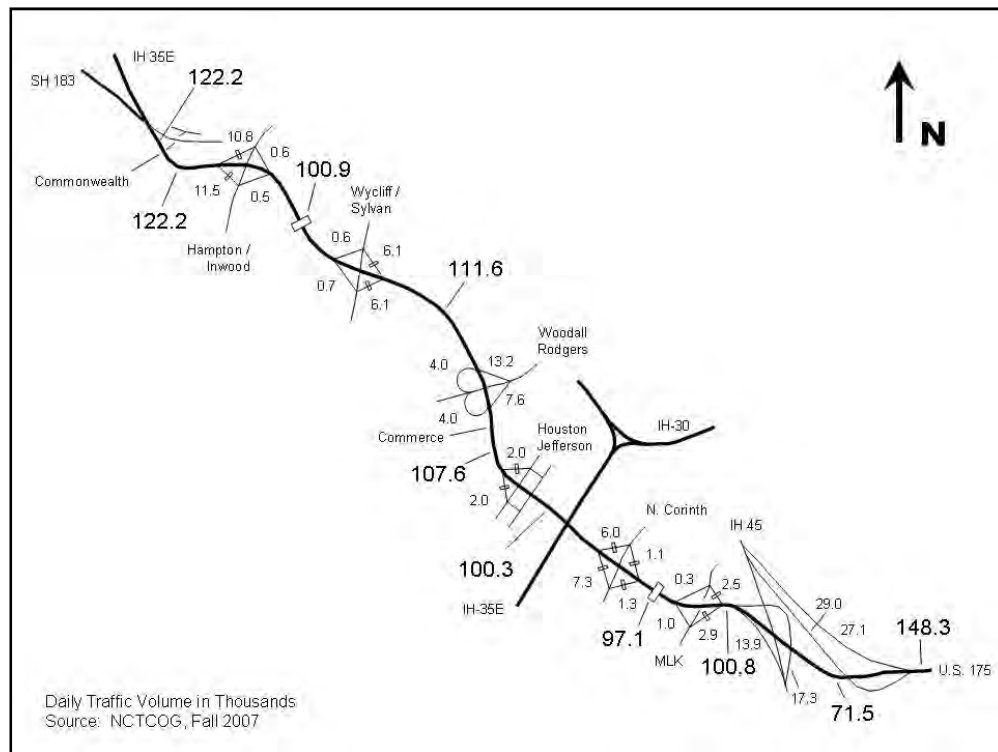 IH 35E
SH 183
122.2
10.8
0.6
100.9
Commonwealth
11.5
0.5
Wycliff /
Sylvan
122.2
Hampton /
Inwood
0.6
6.1
0.7
6.1
111.6
Woodall
Rodgers
4.0
13.2
7.6
4.0
Commerce
Houston
Jefferson
IH-30
107.6
2.0
2.0
N. Corinth
IH 45
6.0
1.1
100.3
7.3
1.3
0.3
2.5
IH-35E
97.1
1.0
2.9
29.0
27.1
148.3
MLK
100.8
13.9
17.3
U.S. 175
71.5
N
Daily Traffic Volume in Thousands
Source: NCTCOG, Fall 2007